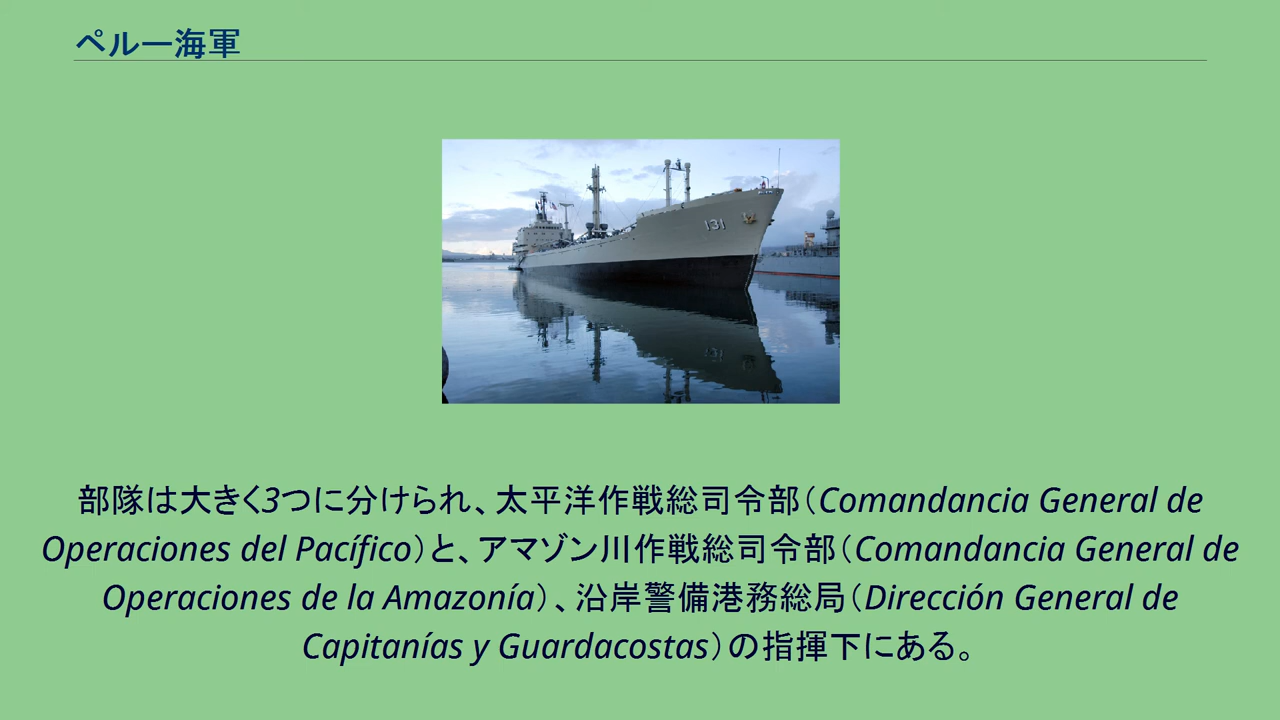 ペルー海軍
131
部隊は大きく3つに分けられ、太平洋作戦総司令部（Comandancia General de
Operaciones del Pacífico）と、アマゾン川作戦総司令部（Comandancia General de
Operaciones de la Amazonía）、沿岸警備港務総局（Dirección General de
Capitanías y Guardacostas）の指揮下にある。